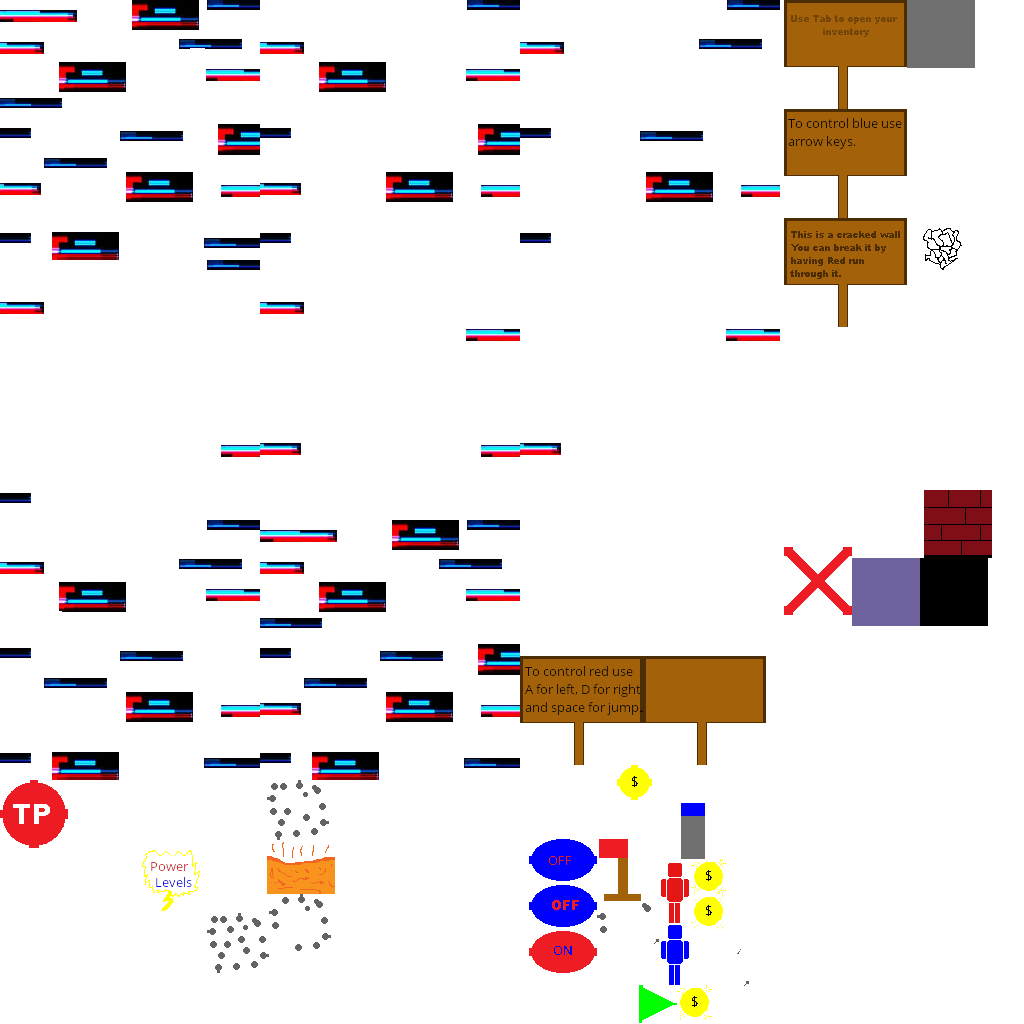 Use Tab to open your
inventory
To control blue use
arrow keys.
This is a cracked wall
You can break it by
having Red run
through it.
To control red use
A for left, D for right
and space for jump.
TP
Power
Levels
$
OFF
$
OFF
$
ON
$